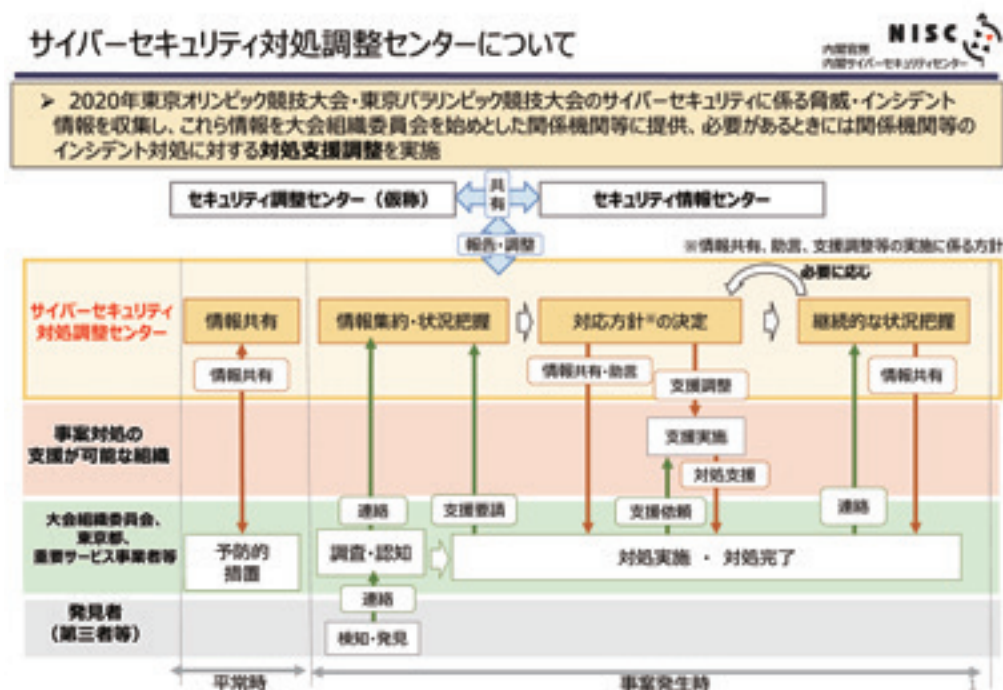 サイバーセキュリティ対処調整センターについて
NISC
内閣官房
内閣サイバーセキュリティセンター
➢ 2020年東京オリンピック競技大会・東京パラリンピック競技大会のサイバーセキュリティに係る脅威・インシデント
情報を収集し、これら情報を大会組織委員会を始めとした関係機関等に提供、必要があるときには関係機関等の
インシデント対処に対する対処支援調整を実施
セキュリティ調整センター（仮称）
共有
セキュリティ情報センター
報告・調整
※情報共有、助言、支援調整等の実施に係る方針
必要に応じ
サイバーセキュリティ
対処調整センター
情報共有
情報集約・状況把握
対応方針※の決定
継続的な状況把握
情報共有
情報共有・助言
支援調整
情報共有
事案対処の
支援が可能な組織
支援実施
対処支援
大会組織委員会、
東京都、
重要サービス事業者等
連絡
支援要請
支援依頼
連絡
予防的
措置
調査・認知
対処実施 ・ 対処完了
発見者
（第三者等）
連絡
検知・発見
平常時
事案発生時